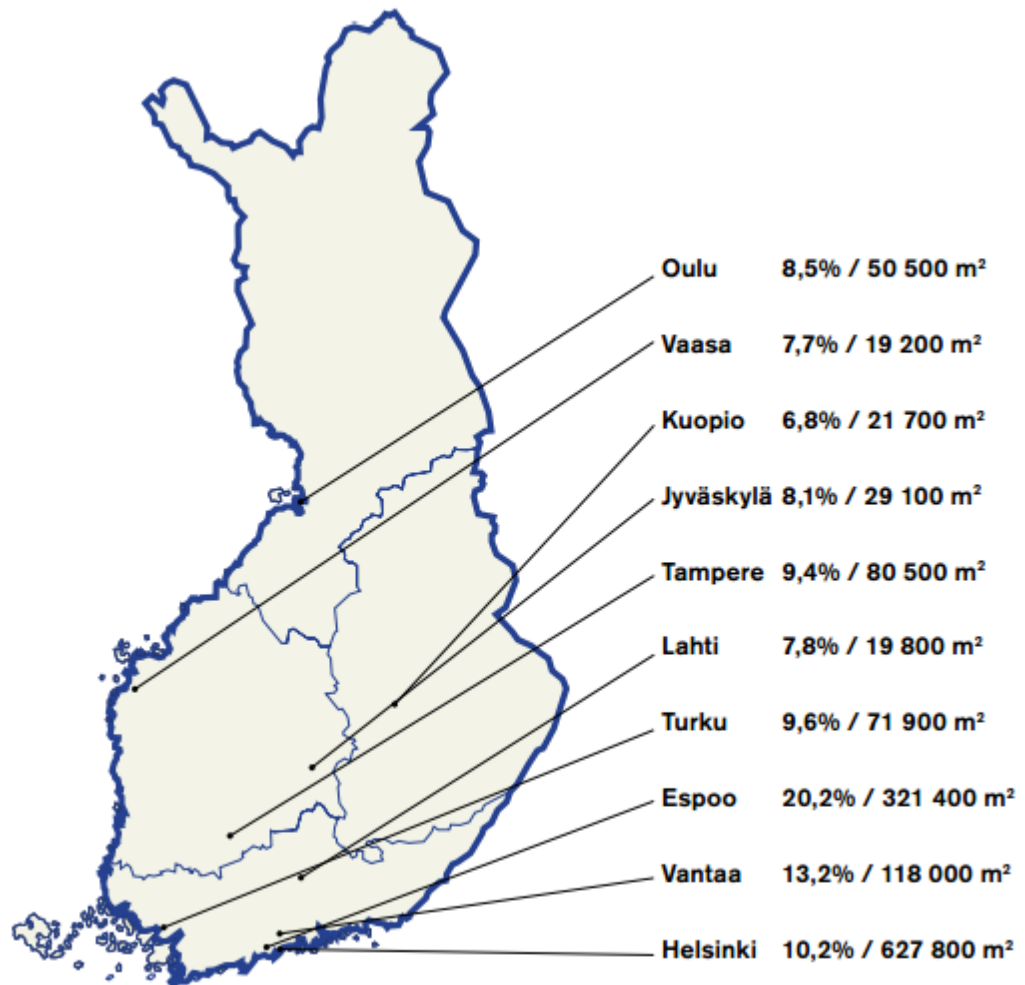 Oulu 8,5% / 50 500 m²
Vaasa 7,7% / 19 200 m²
Kuopio 6,8% / 21 700 m²
Jyväskylä 8,1% / 29 100 m²
Tampere 9,4% / 80 500 m²
Lahti 7,8% / 19 800 m²
Turku 9,6% / 71 900 m²
Espoo 20,2% / 321 400 m²
Vantaa 13,2% / 118 000 m²
Helsinki 10,2% / 627 800 m²